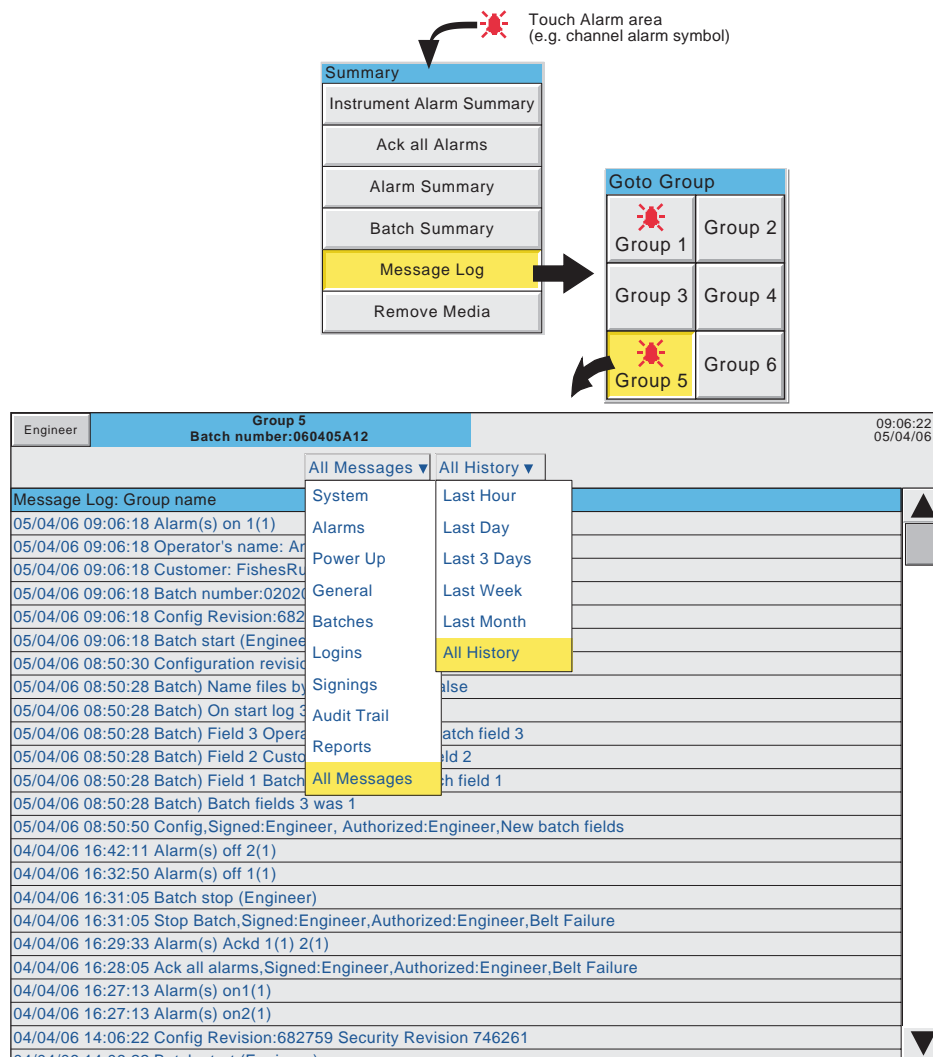 Touch Alarm area
(e.g. channel alarm symbol)
Summary
Instrument Alarm Summary
Ack all Alarms
Alarm Summary
Batch Summary
Message Log
Remove Media
Goto Group
Group 1
Group 2
Group 3
Group 4
Group 5
Group 6
Engineer
Group 5
Batch number:060405A12
09:06:22
05/04/06
All Messages ▼
All History ▼
System
Alarms
Power Up
General
Batches
Logins
Signings
Audit Trail
Reports
All Messages
Last Hour
Last Day
Last 3 Days
Last Week
Last Month
All History
Message Log: Group name
05/04/06 09:06:18 Alarm(s) on 1(1)
05/04/06 09:06:18 Operator's name:
05/04/06 09:06:18 Customer:
05/04/06 09:06:18 Batch number:
05/04/06 09:06:18 Config Revision:682
05/04/06 09:06:18 Batch start
05/04/06 08:50:30 Configuration
05/04/06 08:50:28 Batch) Name files by alse
05/04/06 08:50:28 Batch) On start log
05/04/06 08:50:28 Batch) Field 3 Opera atch field 3
05/04/06 08:50:28 Batch) Field 2 Custo eld 2
05/04/06 08:50:28 Batch) Field 1 Batch ch field 1
05/04/06 08:50:28 Batch) Batch fields 3 was 1
05/04/06 08:50:50 Config,Signed:Engineer, Authorized:Engineer,New batch fields
04/04/06 16:42:11 Alarm(s) off 2(1)
04/04/06 16:32:50 Alarm(s) off 1(1)
04/04/06 16:31:05 Batch stop (Engineer)
04/04/06 16:31:05 Stop Batch,Signed:Engineer,Authorized:Engineer,Belt Failure
04/04/06 16:29:33 Alarm(s) Ackd 1(1) 2(1)
04/04/06 16:28:05 Ack all alarms,Signed:Engineer,Authorized:Engineer,Belt Failure
04/04/06 16:27:13 Alarm(s) on1(1)
04/04/06 16:27:13 Alarm(s) on2(1)
04/04/06 14:06:22 Config Revision:682759 Security Revision 746261